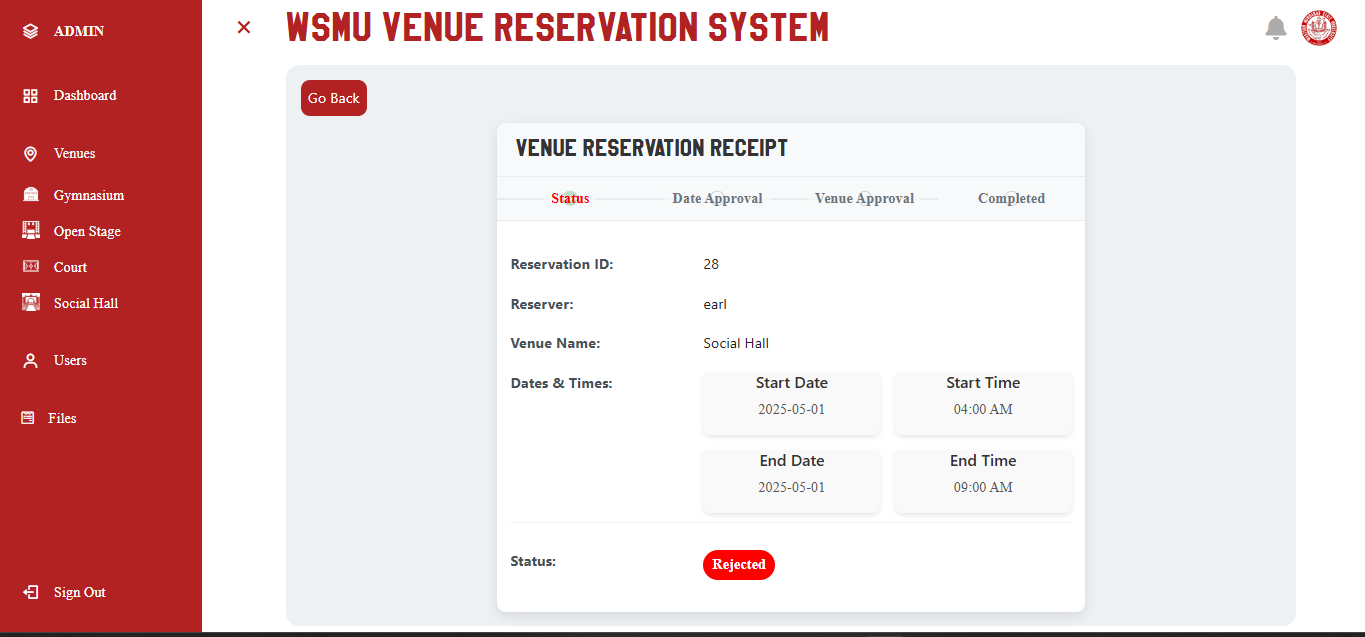 ADMIN
WSMU VENUE RESERVATION SYSTEM
Dashboard
Venues
Gymnasium
Open Stage
Court
Social Hall
Users
Files
Sign Out
Go Back
VENUE RESERVATION RECEIPT
Status Date Approval Venue Approval Completed
Reservation ID: 28
Reserver: earl
Venue Name: Social Hall
Dates & Times:
Start Date Start Time
2025-05-01 04:00 AM
End Date End Time
2025-05-01 09:00 AM
Status: Rejected